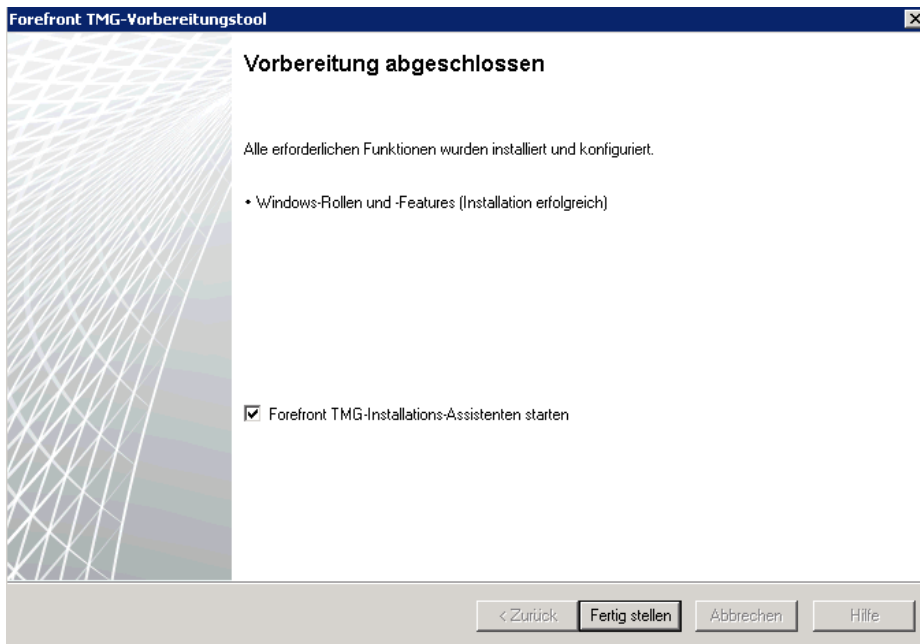 Forefront TMG-Vorbereitungstool
Vorbereitung abgeschlossen
Alle erforderlichen Funktionen wurden installiert und konfiguriert.
• Windows-Rollen und -Features (Installation erfolgreich)
Forefront TMG-Installations-Assistenten starten
< Zurück Fertig stellen Abbrechen Hilfe